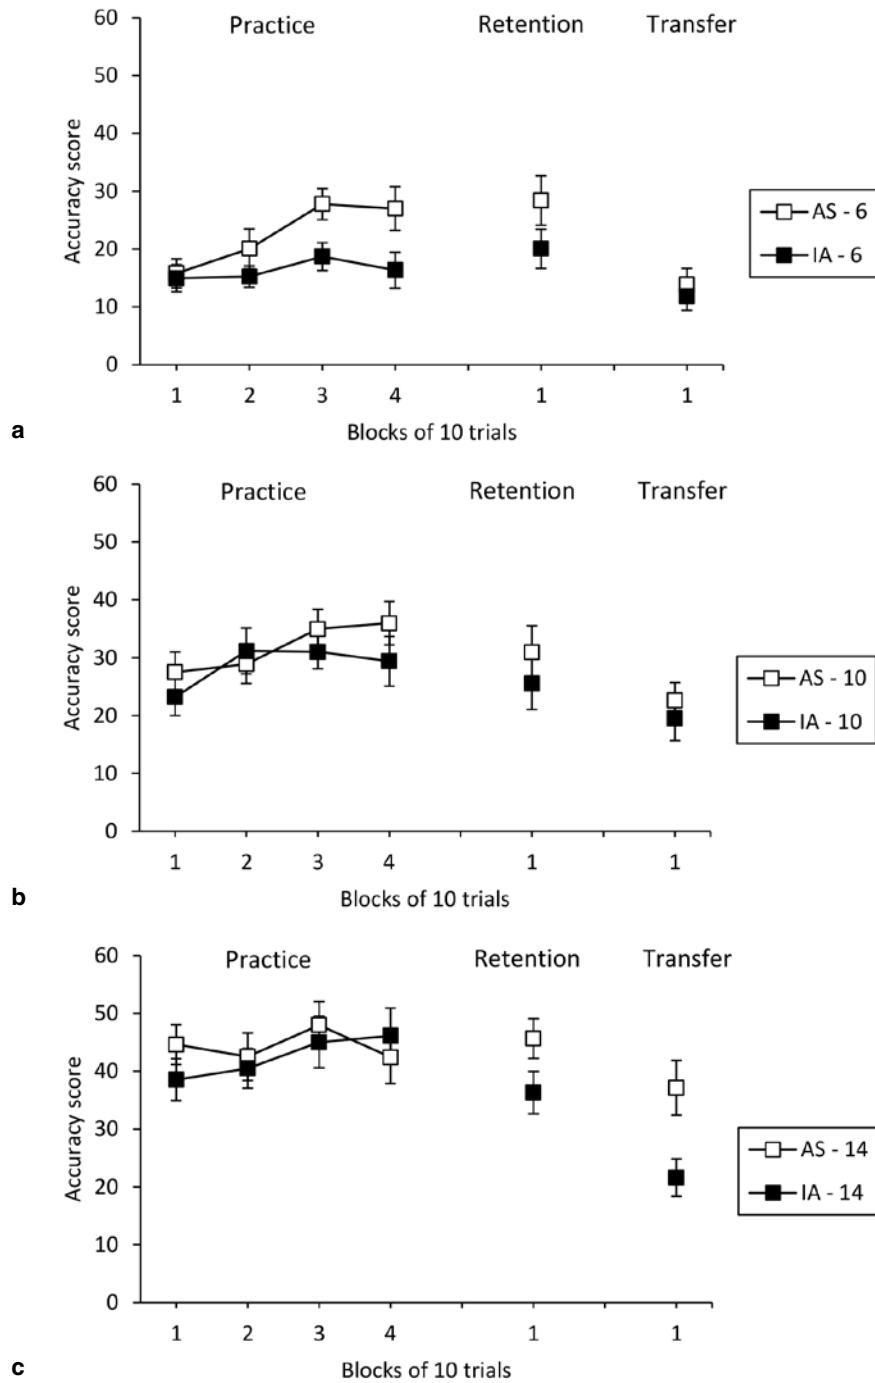 Practice Retention Transfer
60
50
40
30
20
10
0
Accuracy score
AS - 6
IA - 6
1 2 3 4 1 1
Blocks of 10 trials
a
Practice Retention Transfer
60
50
40
30
20
10
0
Accuracy score
AS - 10
IA - 10
1 2 3 4 1 1
Blocks of 10 trials
b
Practice Retention Transfer
60
50
40
30
20
10
0
Accuracy score
AS - 14
IA - 14
1 2 3 4 1 1
Blocks of 10 trials
c